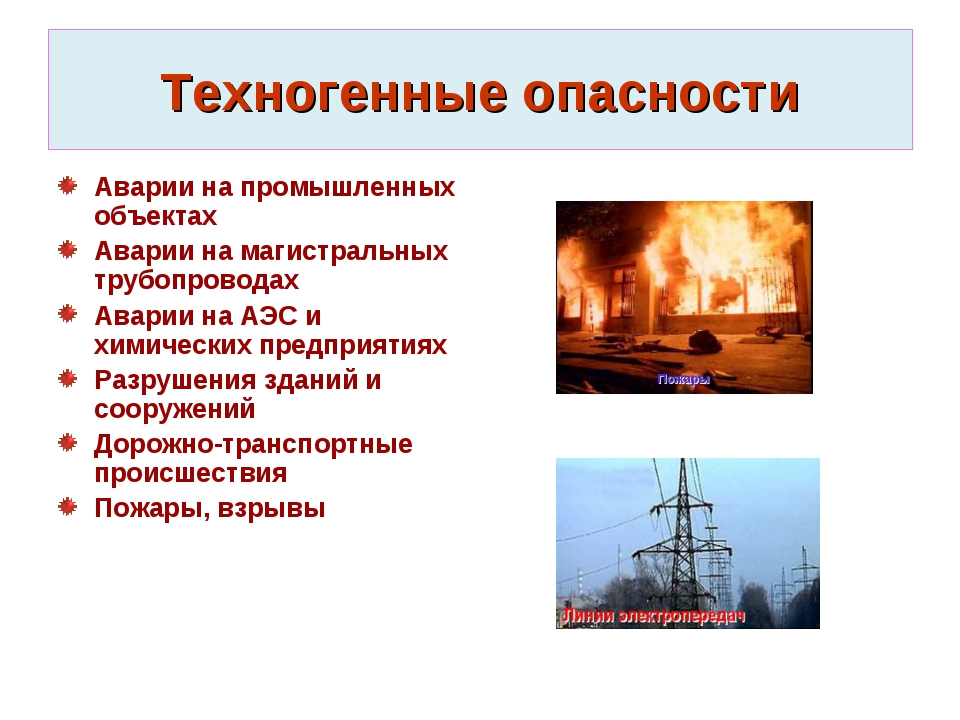 Техногенные опасности
Аварии на промышленных
объектах
Аварии на магистральных
трубопроводах
Аварии на АЭС и
химических предприятиях
Разрушения зданий и
сооружений
Дорожно-транспортные
происшествия
Пожары, взрывы
Пожары
Линии электропередач